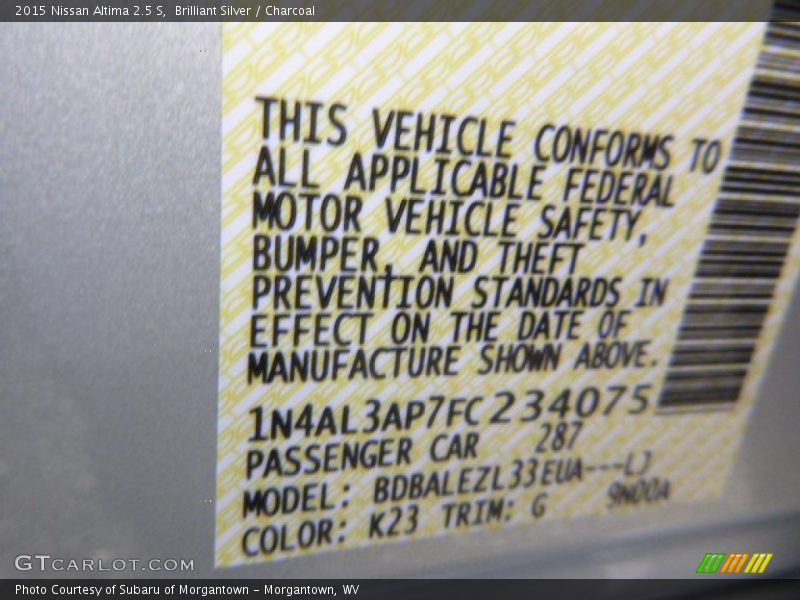 2015 Nissan Altima 2.5 S, Brilliant Silver / Charcoal
THIS VEHICLE CONFORMS TO
ALL APPLICABLE FEDERAL
MOTOR VEHICLE SAFETY,
BUMPER, AND THEFT
PREVENTION STANDARDS IN
EFFECT ON THE DATE OF
MANUFACTURE SHOWN ABOVE.
1N4AL3AP7FC234075
PASSENGER CAR 287
MODEL: BDBALEZL33EUA---LJ
COLOR: K23 TRIM: G 9N00A
GTCARLOT.COM
Photo Courtesy of Subaru of Morgantown - Morgantown, WV